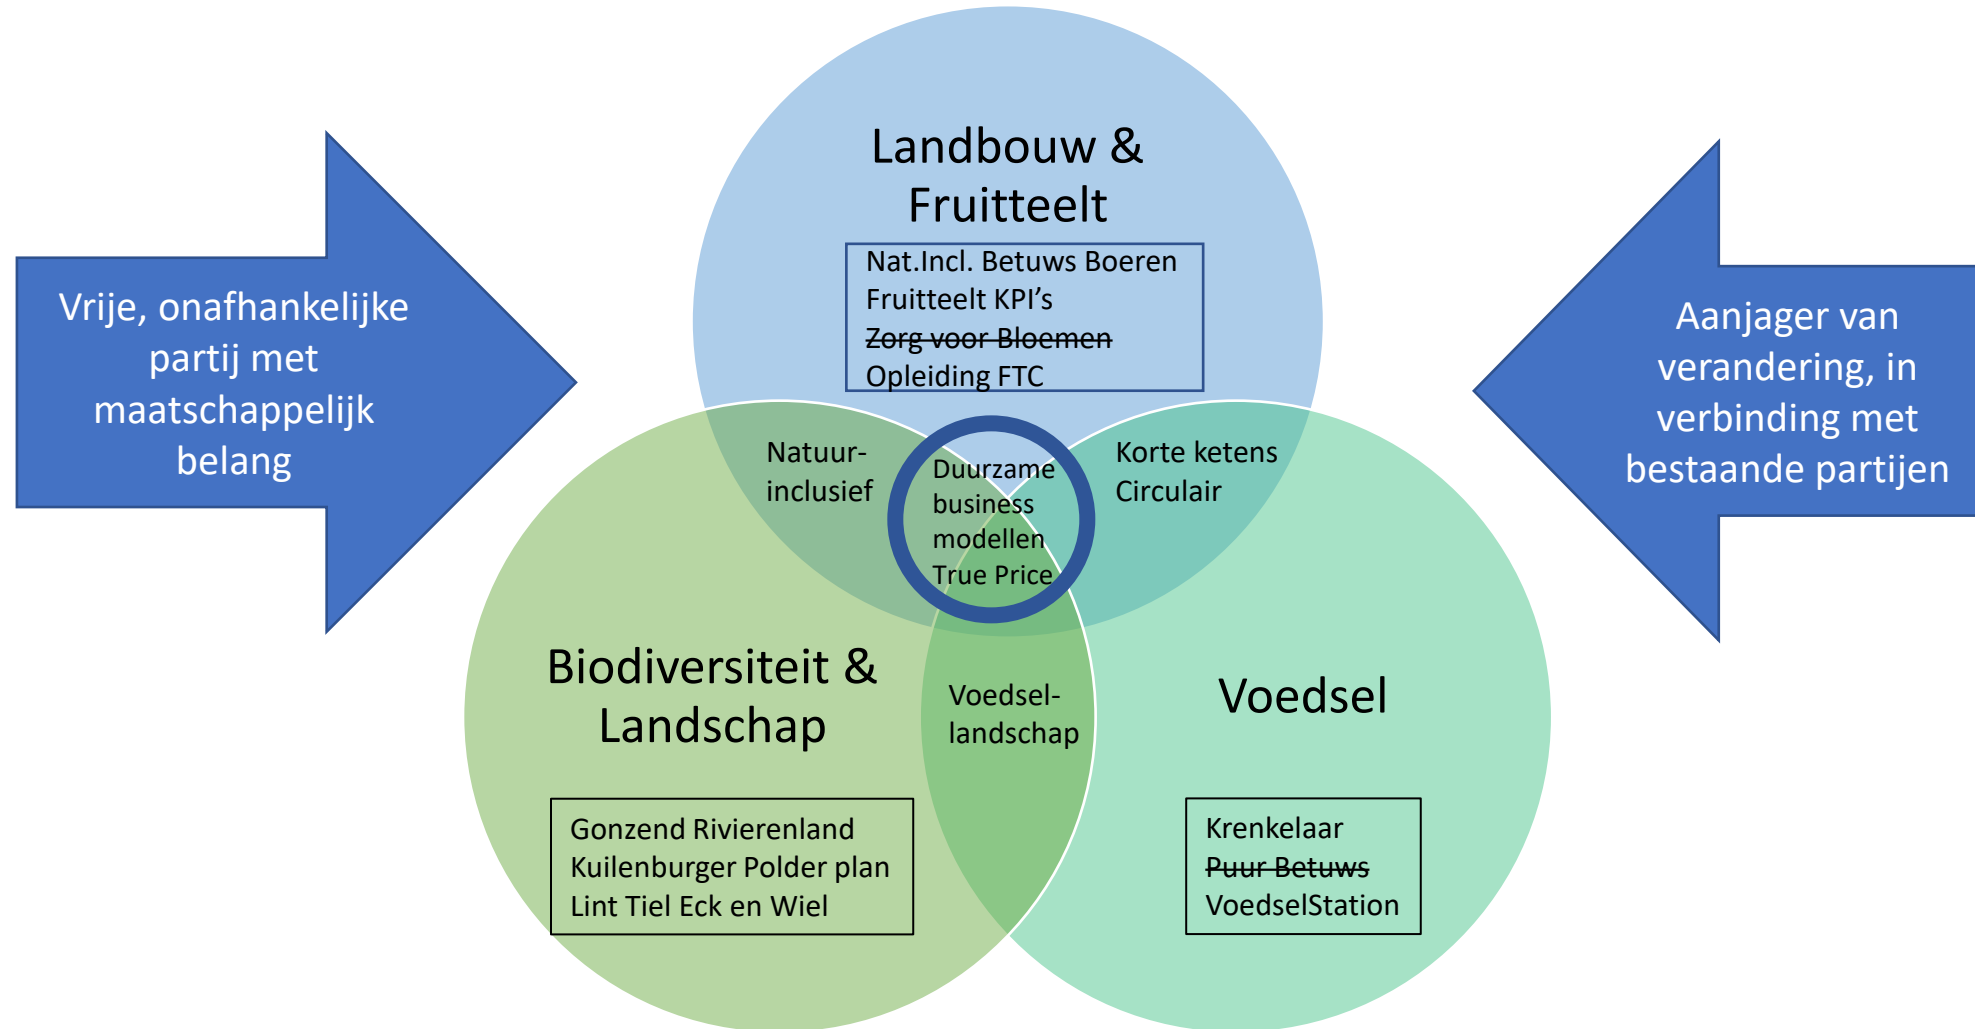 Landbouw &
Fruitteelt
Nat.Incl. Betuws Boeren
Fruitteelt KPI’s
Zorg voor Bloemen
Opleiding FTC
Vrije, onafhankelijke
partij met
maatschappelijk
belang
Aanjager van
verandering, in
verbinding met
bestaande partijen
Natuur-
inclusief
Duurzame
business
modellen
True Price
Korte ketens
Circulair
Biodiversiteit &
Landschap
Voedsel-
landschap
Voedsel
Gonzend Rivierenland
Kuilenburger Polder plan
Lint Tiel Eck en Wiel
Krenkelaar
Puur Betuws
VoedselStation